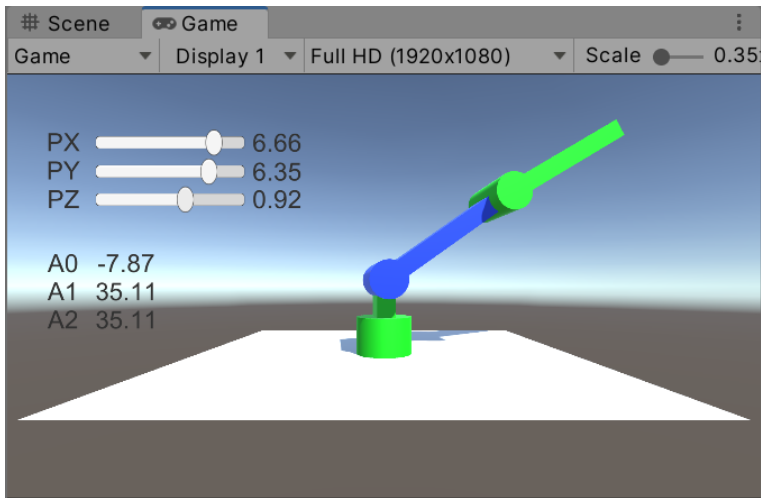 Scene Game
Game Display 1 Full HD (1920x1080) Scale 0.35x
PX 6.66
PY 6.35
PZ 0.92
A0 -7.87
A1 35.11
A2 35.11